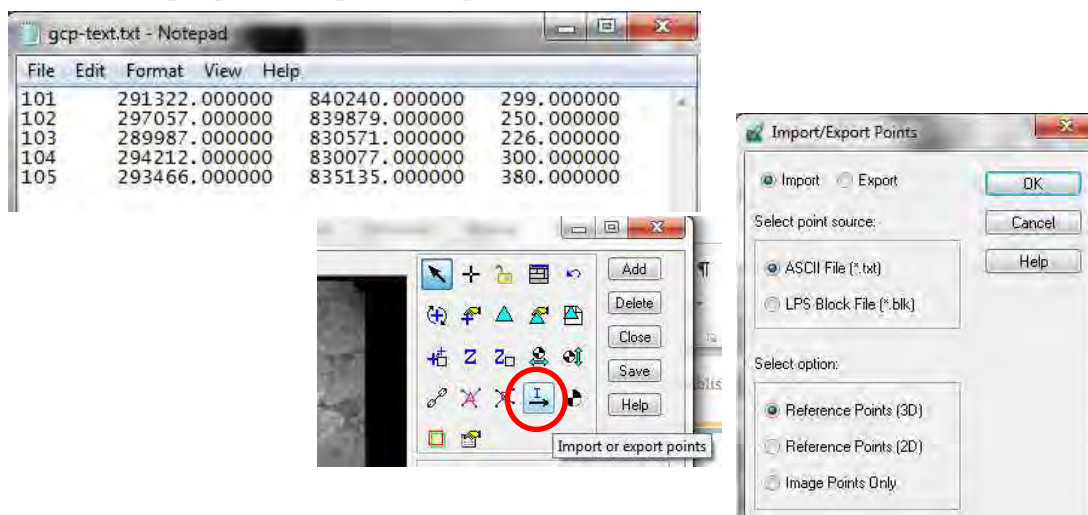 gcp-text.txt - Notepad
File Edit Format View Help
101 291322.000000 840240.000000 299.000000
102 297057.000000 839879.000000 250.000000
103 289987.000000 830571.000000 226.000000
104 294212.000000 830077.000000 300.000000
105 293466.000000 835135.000000 380.000000
Add
Delete
Close
Save
Help
Import or export points
Import/Export Points
Import Export
OK
Select point source:
Cancel
ASCII File (*.txt)
Help
LPS Block File (*.blk)
Select option:
Reference Points (3D)
Reference Points (2D)
Image Points Only